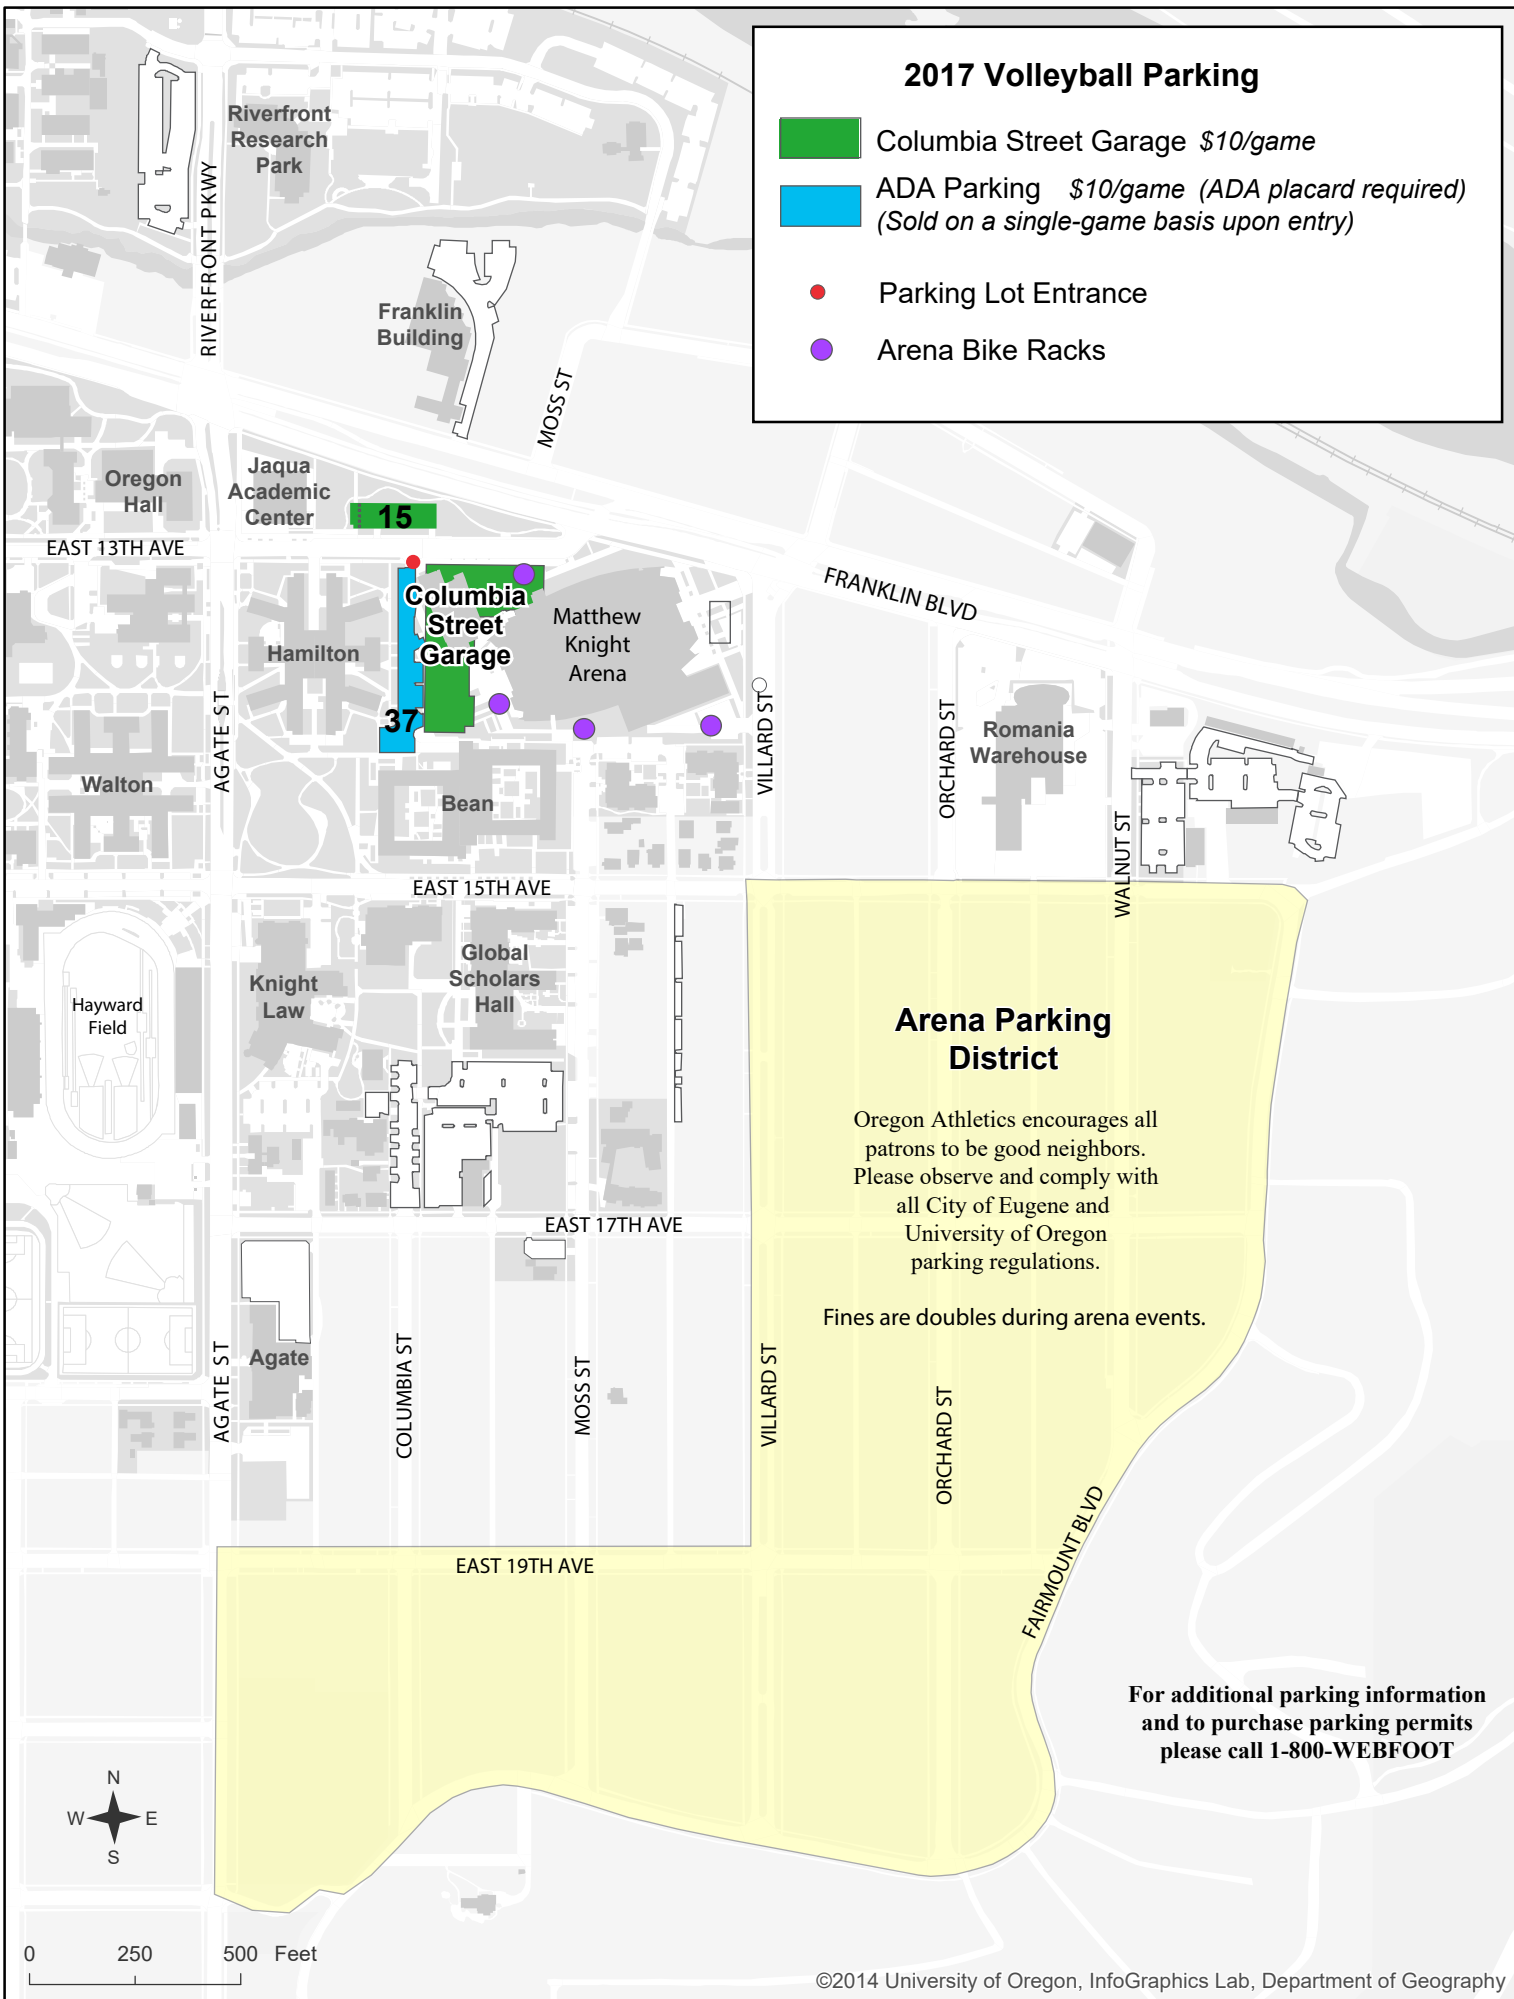 2017 Volleyball Parking
Columbia Street Garage $10/game
ADA Parking $10/game (ADA placard required)
(Sold on a single-game basis upon entry)
Parking Lot Entrance
Arena Bike Racks
Riverfront
Research
Park
RIVERFRONT PKWY
Franklin
Building
MOSS ST
Oregon
Hall
Jaqua
Academic
Center
15
EAST 13TH AVE
FRANKLIN BLVD
Columbia
Street
Garage
Matthew
Knight
Arena
Hamilton
37
AGATE ST
VILLARD ST
ORCHARD ST
Romania
Warehouse
Walton
Bean
WALNUT ST
EAST 15TH AVE
Global
Scholars
Hall
Knight
Law
Hayward
Field
Arena Parking
District
Oregon Athletics encourages all
patrons to be good neighbors.
Please observe and comply with
all City of Eugene and
University of Oregon
parking regulations.
Fines are doubles during arena events.
EAST 17TH AVE
Agate
AGATE ST
COLUMBIA ST
MOSS ST
VILLARD ST
ORCHARD ST
FAIRMOUNT BLVD
EAST 19TH AVE
For additional parking information
and to purchase parking permits
please call 1-800-WEBFOOT
N
W E
S
0 250 500 Feet
©2014 University of Oregon, InfoGraphics Lab, Department of Geography